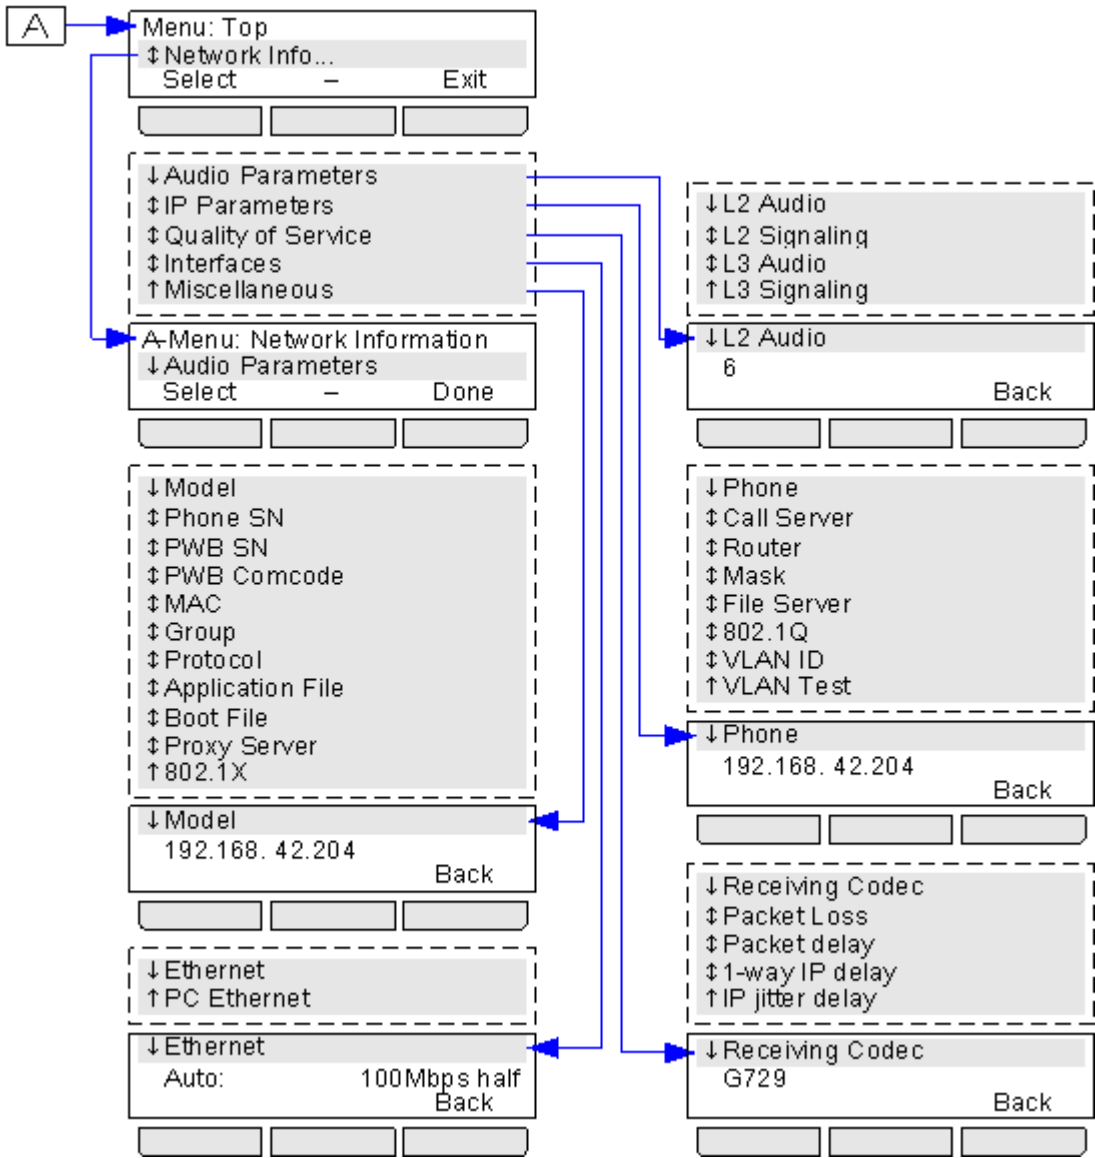 A
Menu: Top
↕Network Info...
Select – Exit
↓Audio Parameters
↕IP Parameters
↕Quality of Service
↕Interfaces
↑Miscellaneous
A-Menu: Network Information
↓Audio Parameters
Select – Done
↓Model
↕Phone SN
↕PWB SN
↕PWB Comcode
↕MAC
↕Group
↕Protocol
↕Application File
↕Boot File
↕Proxy Server
↑802.1X
↓Model
192.168. 42.204
Back
↓Ethernet
↑PC Ethernet
↓Ethernet
Auto: 100Mbps half
Back
↓L2 Audio
↕L2 Signaling
↕L3 Audio
↑L3 Signaling
↓L2 Audio
6
Back
↓Phone
↕Call Server
↕Router
↕Mask
↕File Server
↕802.1Q
↕VLAN ID
↑VLAN Test
↓Phone
192.168. 42.204
Back
↓Receiving Codec
↕Packet Loss
↕Packet delay
↕1-way IP delay
↑IP jitter delay
↓Receiving Codec
G729
Back